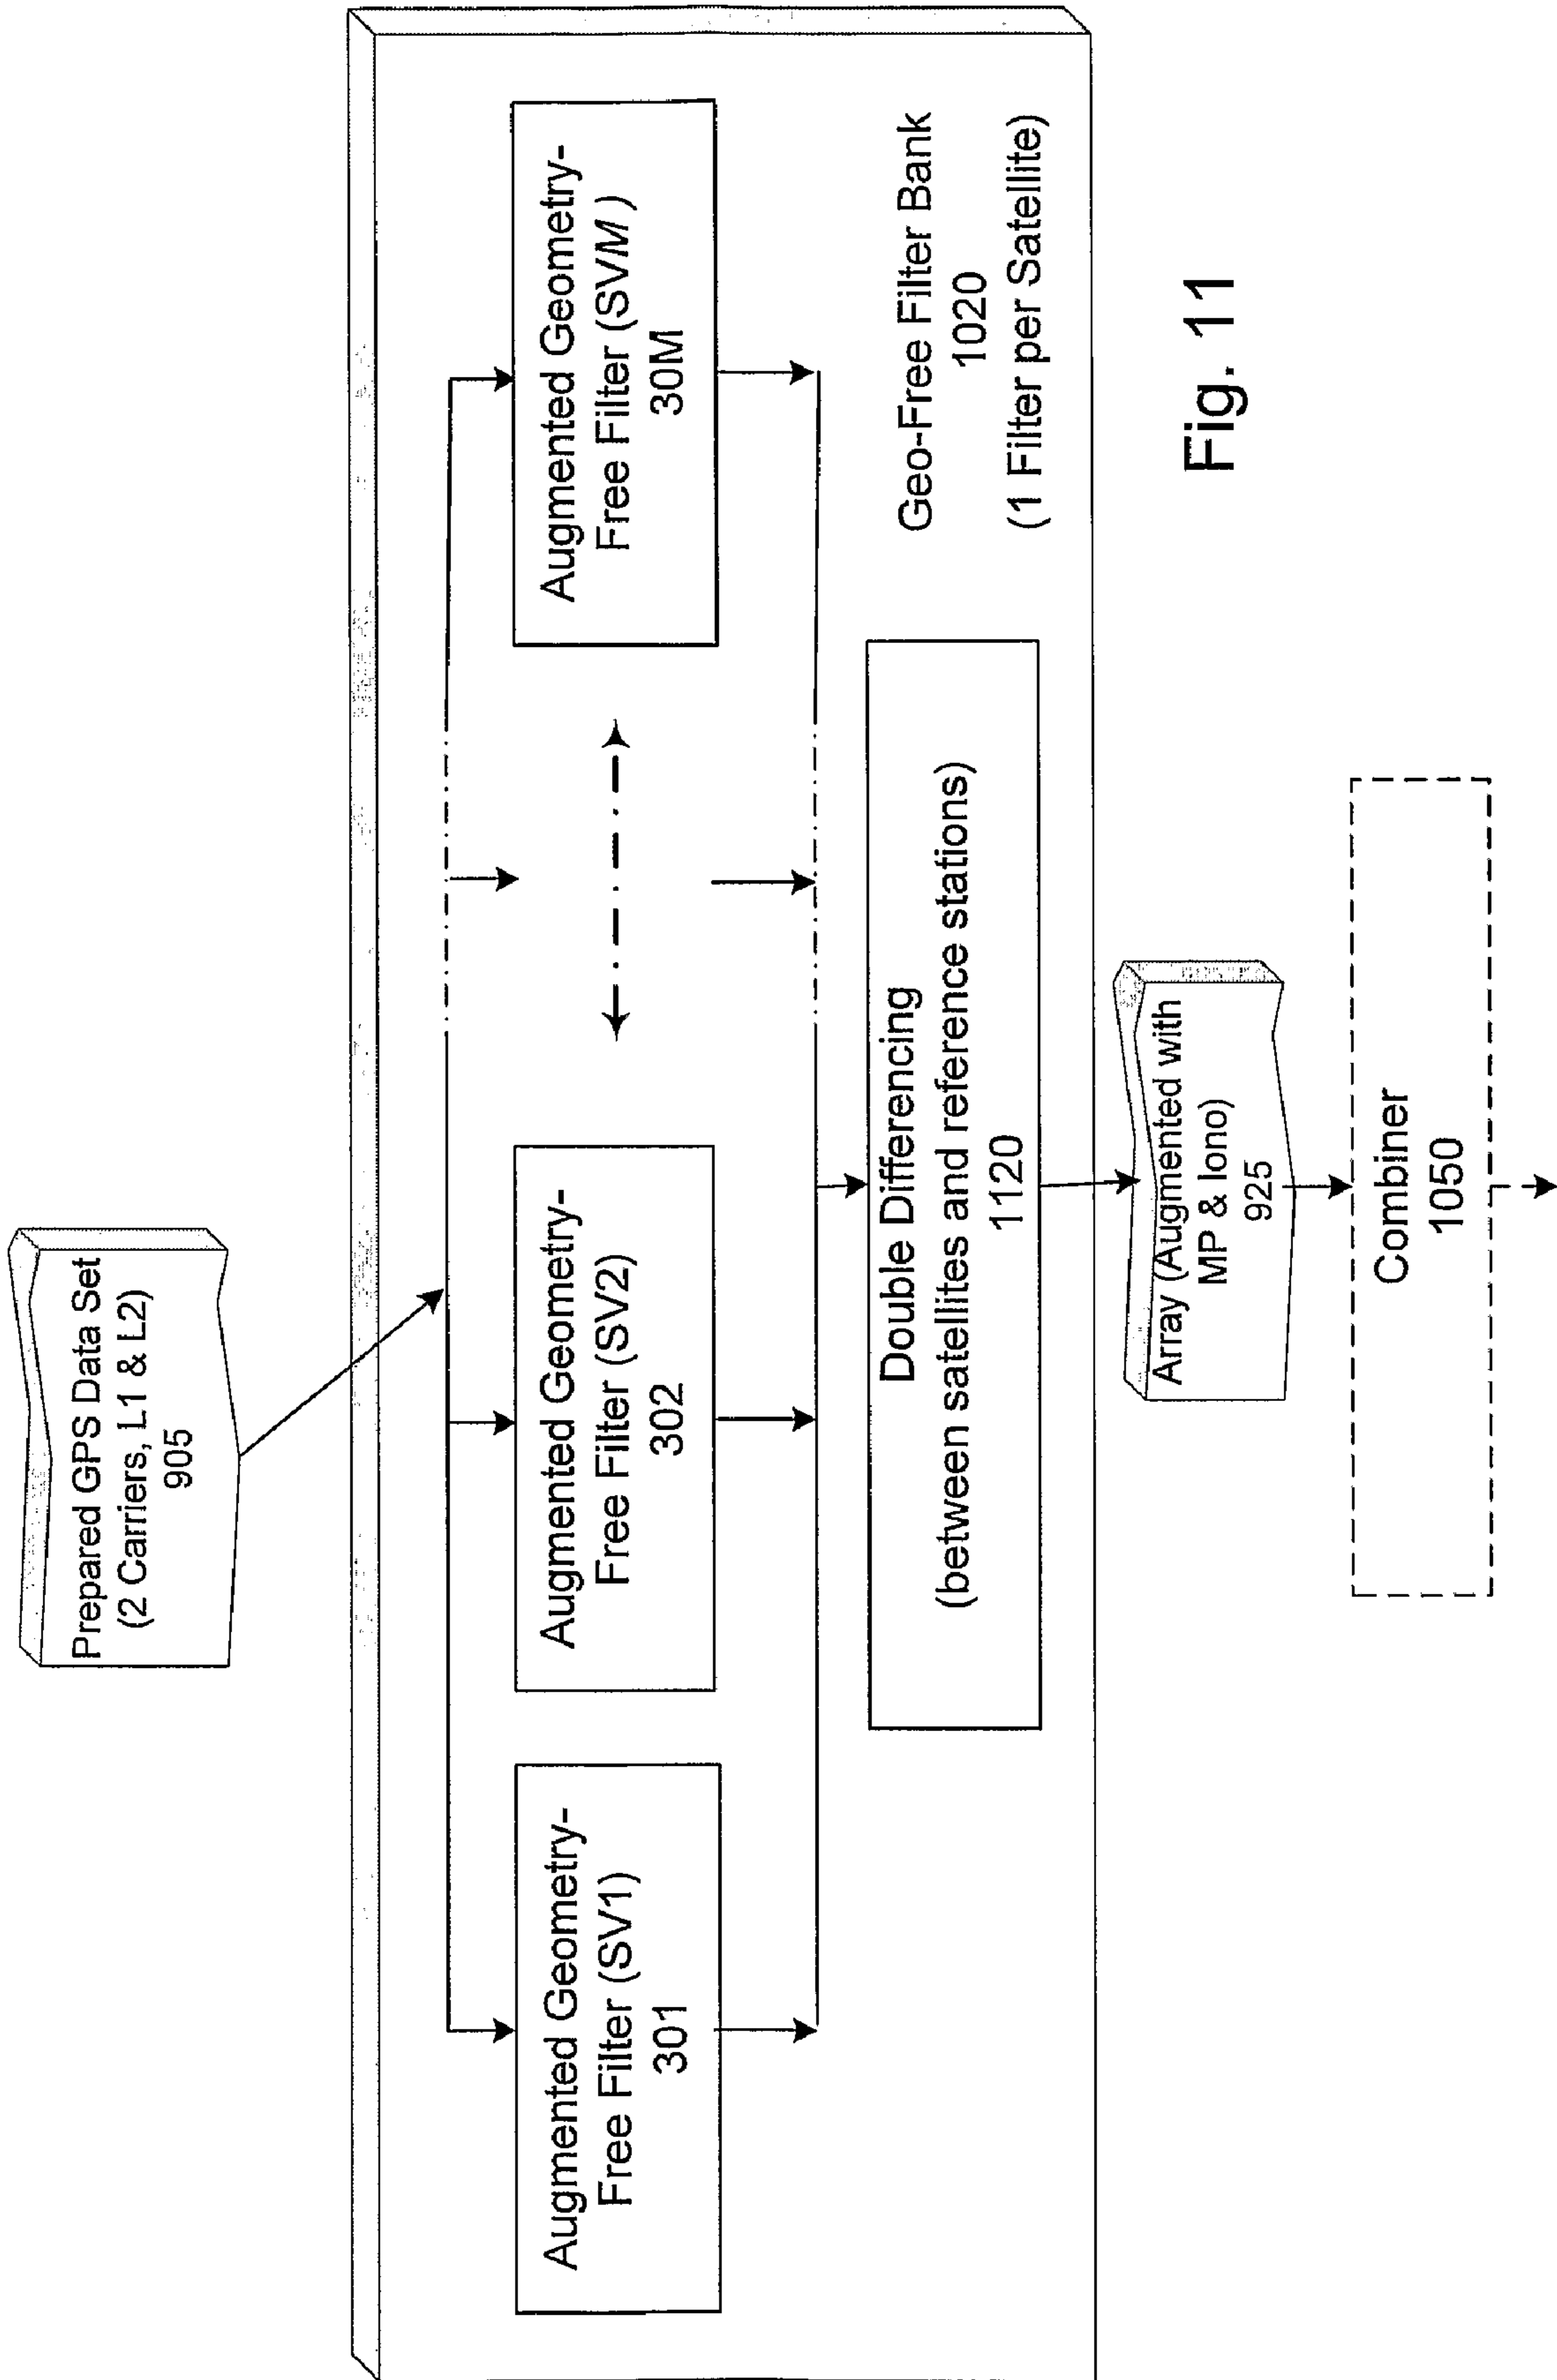 Prepared GPS Data Set
(2 Carriers, L1 & L2)
905
Augmented Geometry-
Free Filter (SV1)
301
Augmented Geometry-
Free Filter (SV2)
302
Augmented Geometry-
Free Filter (SVM)
30M
Double Differencing
(between satellites and reference stations)
1120
Geo-Free Filter Bank
1020
(1 Filter per Satellite)
Array (Augmented with
MP & Iono)
925
Combiner
1050
Fig. 11